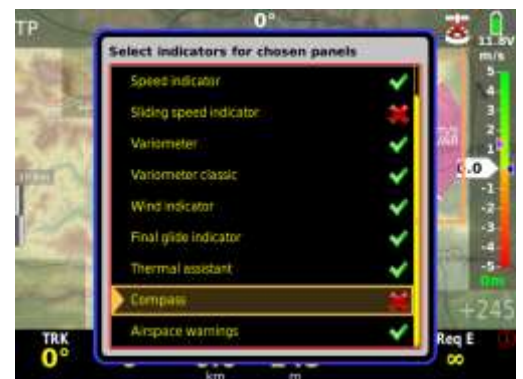 TP
0°
11.8V
Select indicators for chosen panels
m/s
Speed indicator
5
4
Sliding speed indicator
3
2
Variometer
1
Variometer classic
.0
-1
Wind indicator
-2
-3
Final glide indicator
-4
Thermal assistant
-5
0m
Compass
+245
Airspace warnings
TRK
Req E
0°
∞
km
m